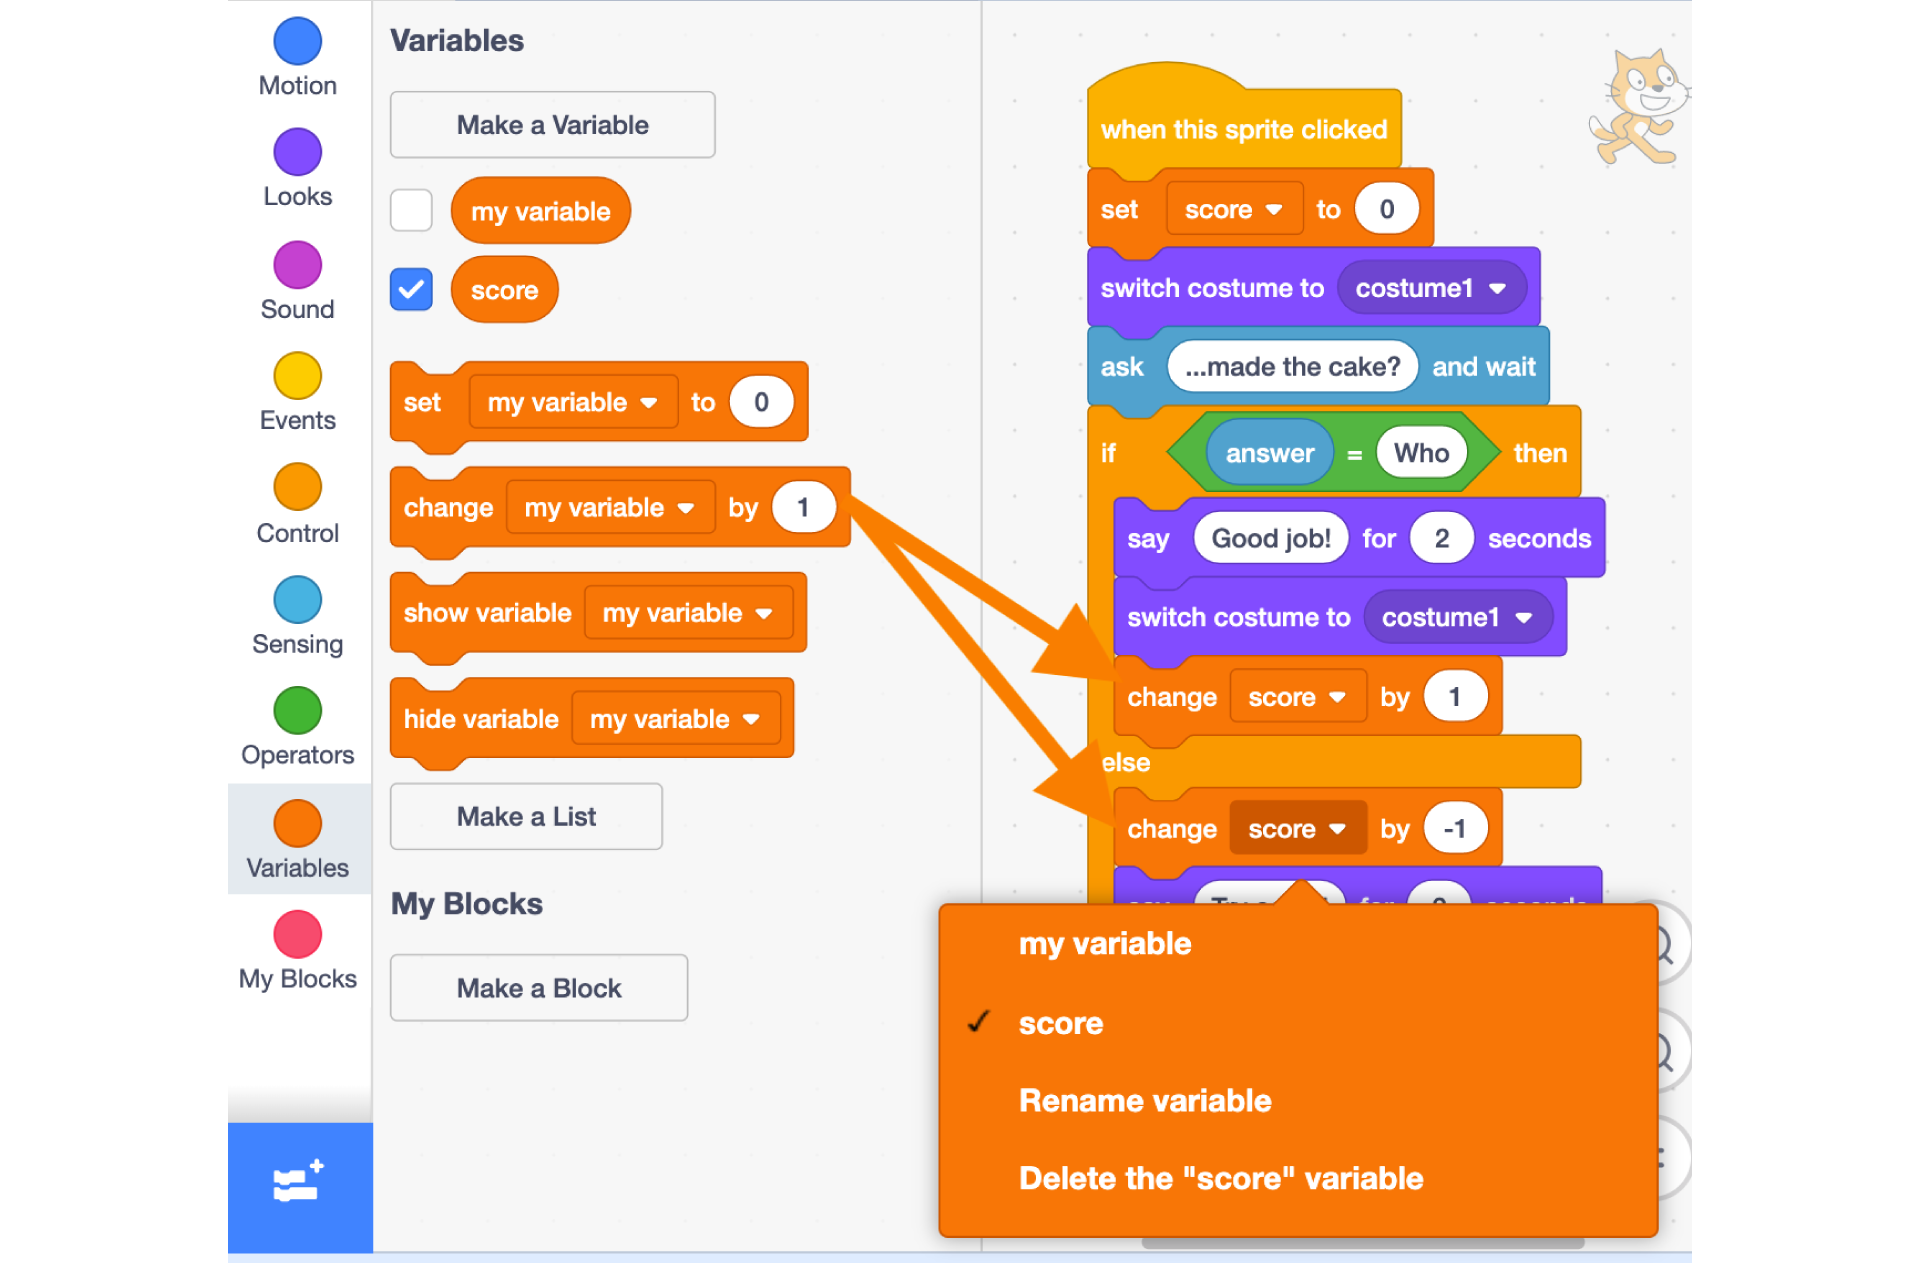 Motion
Looks
Sound
Events
Control
Sensing
Operators
Variables
My Blocks
Variables
Make a Variable
my variable
score
set my variable to 0
change my variable by 1
show variable my variable
hide variable my variable
Make a List
My Blocks
Make a Block
when this sprite clicked
set score to 0
switch costume to costume1
ask ...made the cake? and wait
if answer = Who then
say Good job! for 2 seconds
switch costume to costume1
change score by 1
else
change score by -1
my variable
✓ score
Rename variable
Delete the "score" variable